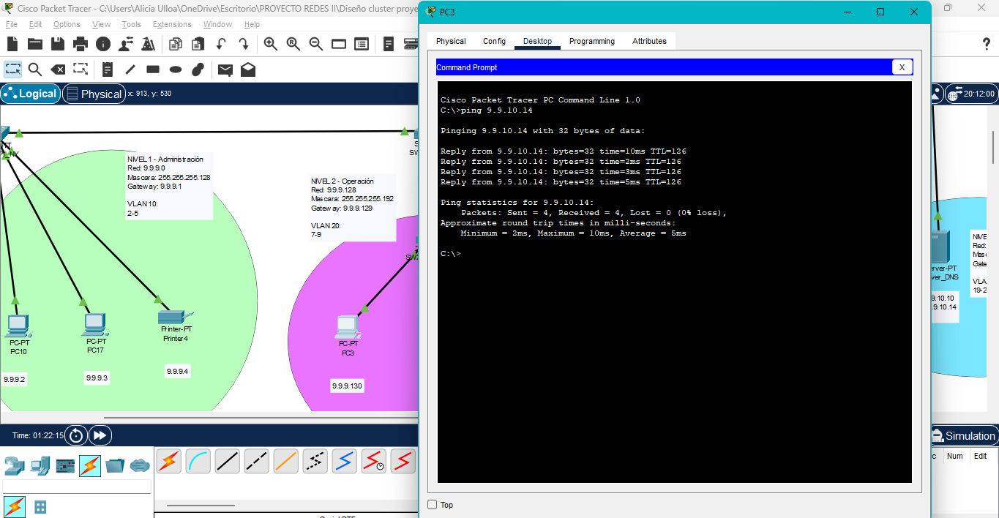 Cisco Packet Tracer - C:\Users\Alicia Ulloa\OneDrive\Escritorio\PROYECTO REDES II\Diseño cluster proye
File Edit Options View Tools Extensions Window Help
Logical Physical x: 913, y: 530
NIVEL 1 - Administración
Red: 9.9.9.0
Mascara: 255.255.255.128
Gateway: 9.9.9.1
VLAN 10:
2-5
NIVEL 2 - Operación
Red: 9.9.9.128
Mascara: 255.255.255.192
Gateway: 9.9.9.129
VLAN 20:
7-9
PC-PT
PC10
PC-PT
PC17
Printer-PT
Printer4
PC-PT
PC3
9.9.9.2
9.9.9.3
9.9.9.4
9.9.9.130
Time: 01:22:15
PC3
Physical Config Desktop Programming Attributes
Command Prompt
X
Cisco Packet Tracer PC Command Line 1.0
C:\>ping 9.9.10.14
Pinging 9.9.10.14 with 32 bytes of data:
Reply from 9.9.10.14: bytes=32 time=10ms TTL=126
Reply from 9.9.10.14: bytes=32 time=2ms TTL=126
Reply from 9.9.10.14: bytes=32 time=3ms TTL=126
Reply from 9.9.10.14: bytes=32 time=5ms TTL=126
Ping statistics for 9.9.10.14:
Packets: Sent = 4, Received = 4, Lost = 0 (0% loss),
Approximate round trip times in milli-seconds:
Minimum = 2ms, Maximum = 10ms, Average = 5ms
C:\>
Top
?
20:12:00
NIVE
Red:
Masc
Gate
VLA
19-2
rver-PT
ver_DNS
9.10.10
.9.10.14
Simulation
c Num Edit